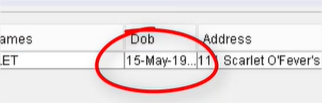 ames Dob Address
LET 15-May-19... 11 Scarlet O'Fever's